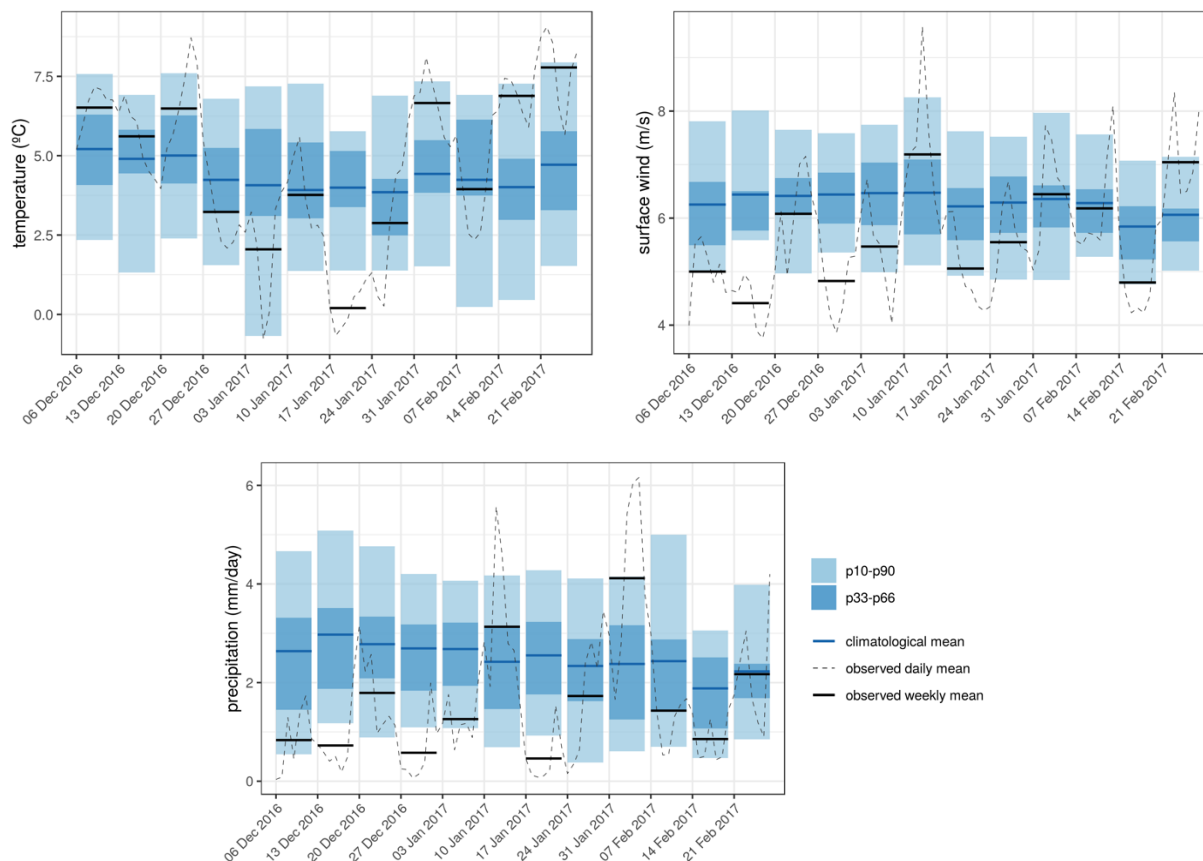 temperature (ºC)
7.5
5.0
2.5
0.0
06 Dec 2016
13 Dec 2016
20 Dec 2016
27 Dec 2016
03 Jan 2017
10 Jan 2017
17 Jan 2017
24 Jan 2017
31 Jan 2017
07 Feb 2017
14 Feb 2017
21 Feb 2017
surface wind (m/s)
8
6
4
06 Dec 2016
13 Dec 2016
20 Dec 2016
27 Dec 2016
03 Jan 2017
10 Jan 2017
17 Jan 2017
24 Jan 2017
31 Jan 2017
07 Feb 2017
14 Feb 2017
21 Feb 2017
precipitation (mm/day)
6
4
2
0
06 Dec 2016
13 Dec 2016
20 Dec 2016
27 Dec 2016
03 Jan 2017
10 Jan 2017
17 Jan 2017
24 Jan 2017
31 Jan 2017
07 Feb 2017
14 Feb 2017
21 Feb 2017
p10-p90
p33-p66
climatological mean
observed daily mean
observed weekly mean